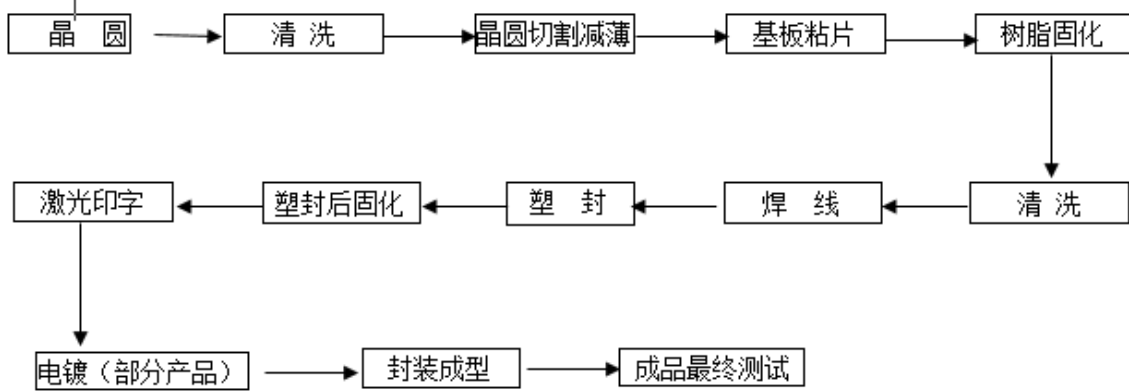 晶 圆
清 洗
晶圆切割减薄
基板粘片
树脂固化
清 洗
焊 线
塑 封
塑封后固化
激光印字
电镀（部分产品）
封装成型
成品最终测试